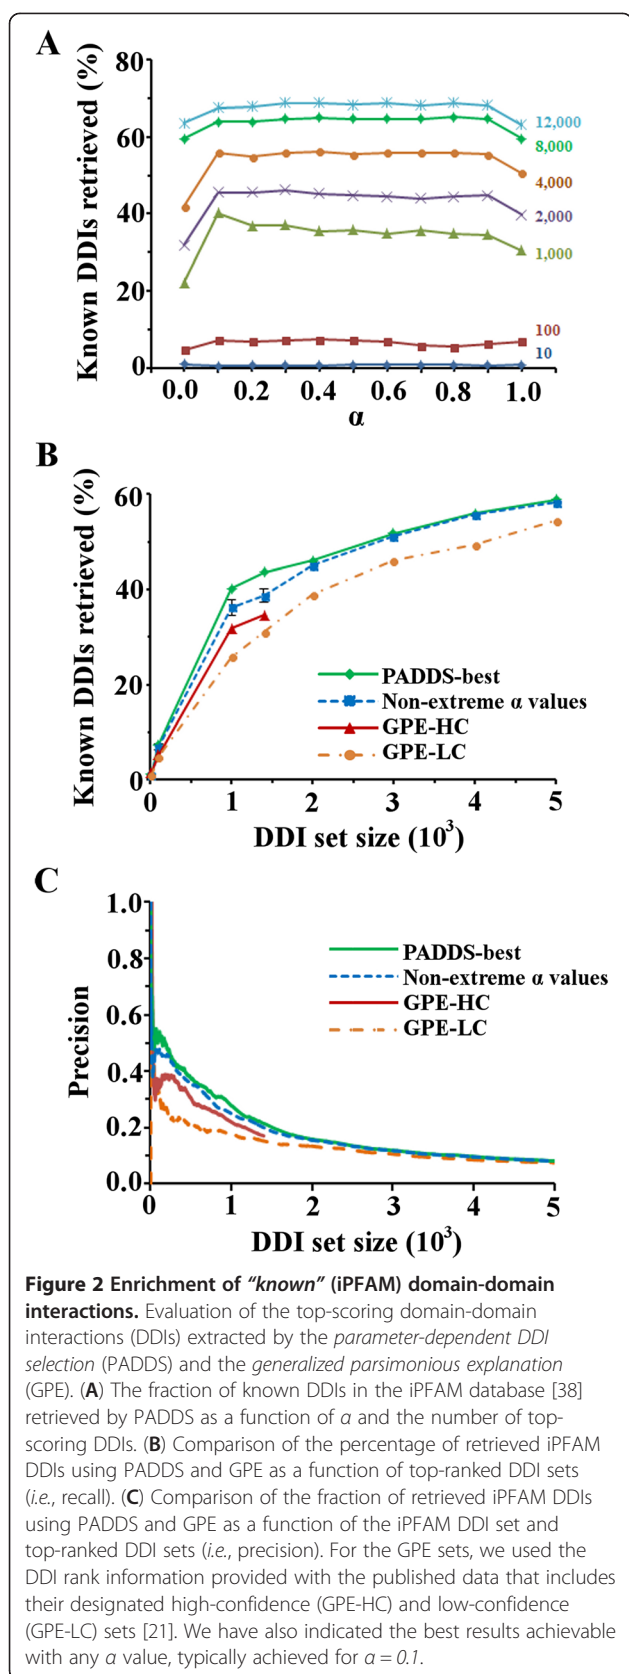 A
Known DDIs retrieved (%)
80
60
40
20
0
12,000
8,000
4,000
2,000
1,000
100
10
0.0 0.2 0.4 0.6 0.8 1.0
α
B
Known DDIs retrieved (%)
60
40
20
0
PADDS-best
Non-extreme α values
GPE-HC
GPE-LC
0 1 2 3 4 5
DDI set size (10³)
C
Precision
1.0
0.8
0.6
0.4
0.2
0.0
PADDS-best
Non-extreme α values
GPE-HC
GPE-LC
0 1 2 3 4 5
DDI set size (10³)
Figure 2 Enrichment of "known" (iPFAM) domain-domain
interactions. Evaluation of the top-scoring domain-domain
interactions (DDIs) extracted by the parameter-dependent DDI
selection (PADDS) and the generalized parsimonious explanation
(GPE). (A) The fraction of known DDIs in the iPFAM database [38]
retrieved by PADDS as a function of α and the number of top-
scoring DDIs. (B) Comparison of the percentage of retrieved iPFAM
DDIs using PADDS and GPE as a function of top-ranked DDI sets
(i.e., recall). (C) Comparison of the fraction of retrieved iPFAM DDIs
using PADDS and GPE as a function of the iPFAM DDI set and
top-ranked DDI sets (i.e., precision). For the GPE sets, we used the
DDI rank information provided with the published data that includes
their designated high-confidence (GPE-HC) and low-confidence
(GPE-LC) sets [21]. We have also indicated the best results achievable
with any α value, typically achieved for α = 0.1.